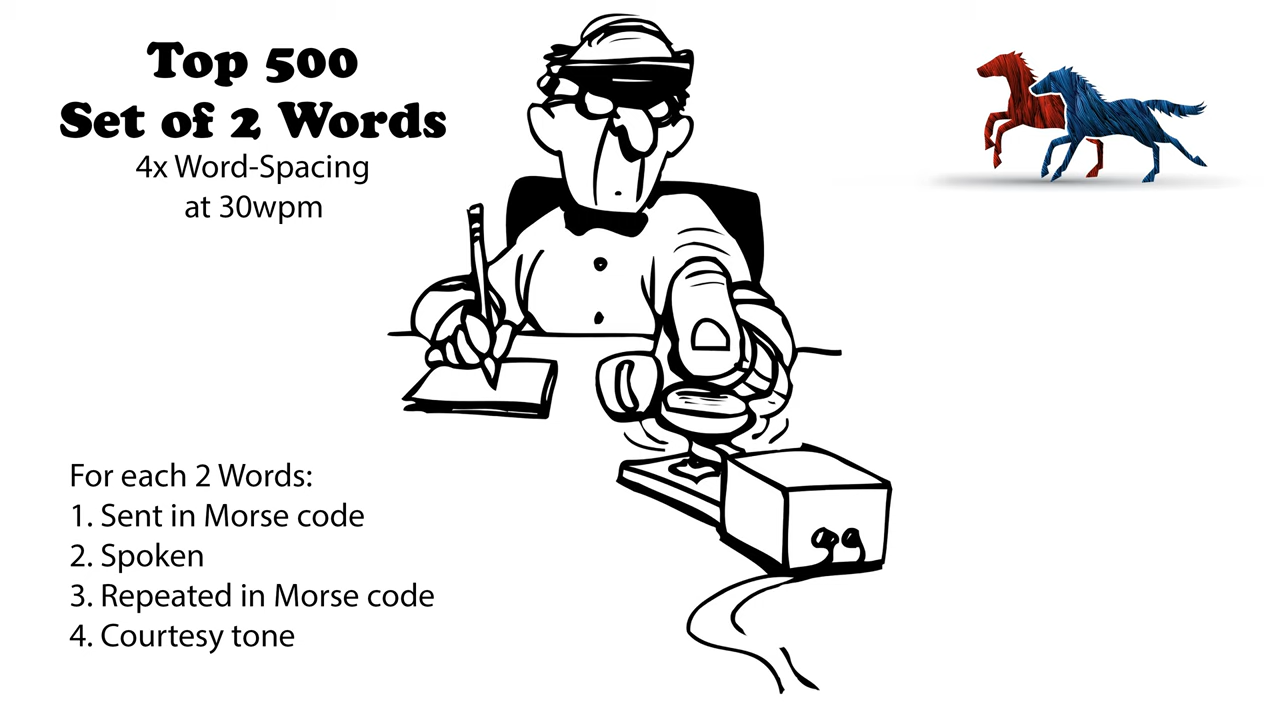 Top 500
Set of 2 Words
4x Word-Spacing
at 30wpm
For each 2 Words:
1. Sent in Morse code
2. Spoken
3. Repeated in Morse code
4. Courtesy tone